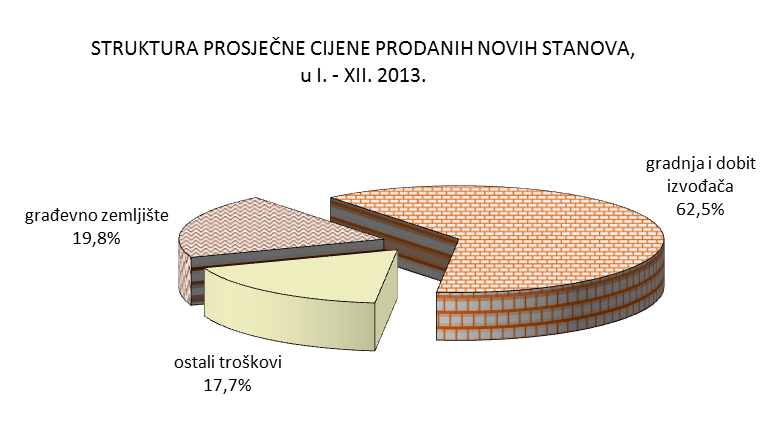 STRUKTURA PROSJEČNE CIJENE PRODANIH NOVIH STANOVA,
u I. - XII. 2013.
gradnja i dobit
izvođača
62,5%
građevno zemljište
19,8%
ostali troškovi
17,7%